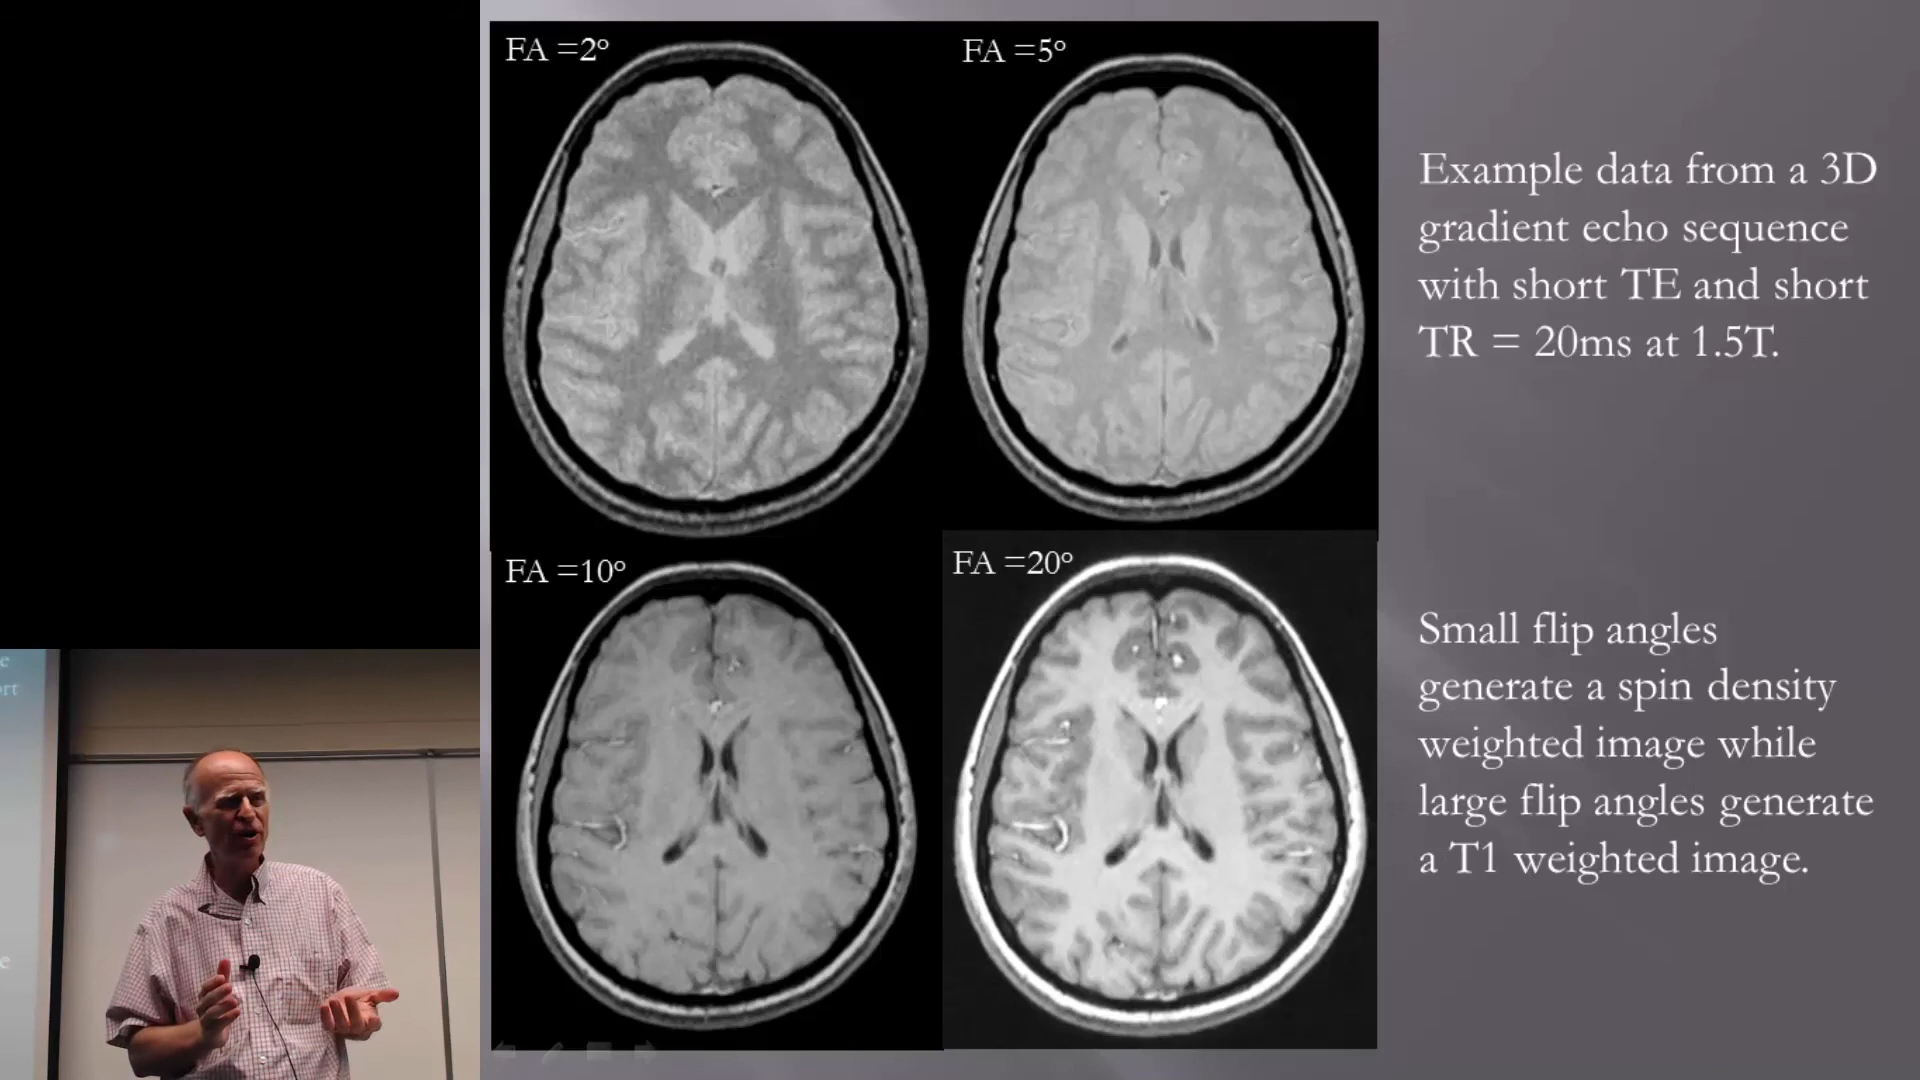 FA =2°
FA =5°
Example data from a 3D
gradient echo sequence
with short TE and short
TR = 20ms at 1.5T.
FA =10°
FA =20°
Small flip angles
generate a spin density
weighted image while
large flip angles generate
a T1 weighted image.
e
ort
e